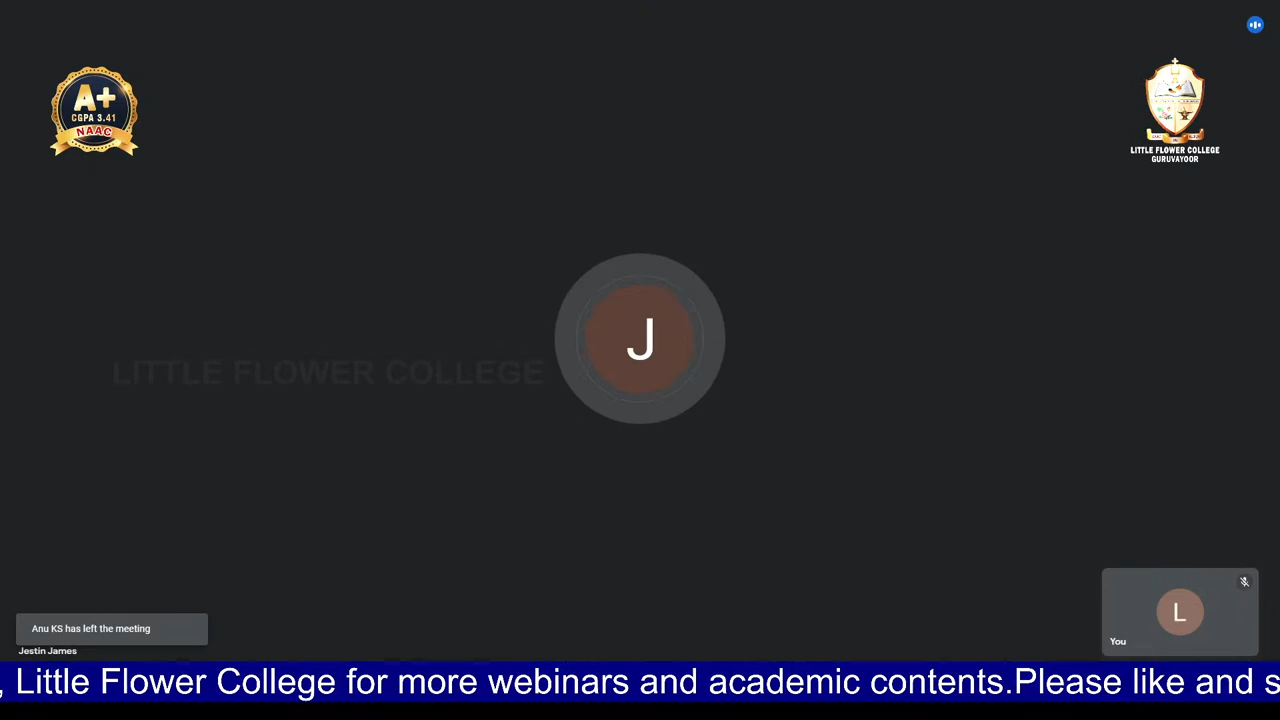 A+
CGPA 3.41
NAAC
LITTLE FLOWER COLLEGE
GURUVAYOOR
J
LITTLE FLOWER COLLEGE
L
You
Anu KS has left the meeting
Jestin James
, Little Flower College for more webinars and academic contents.Please like and s